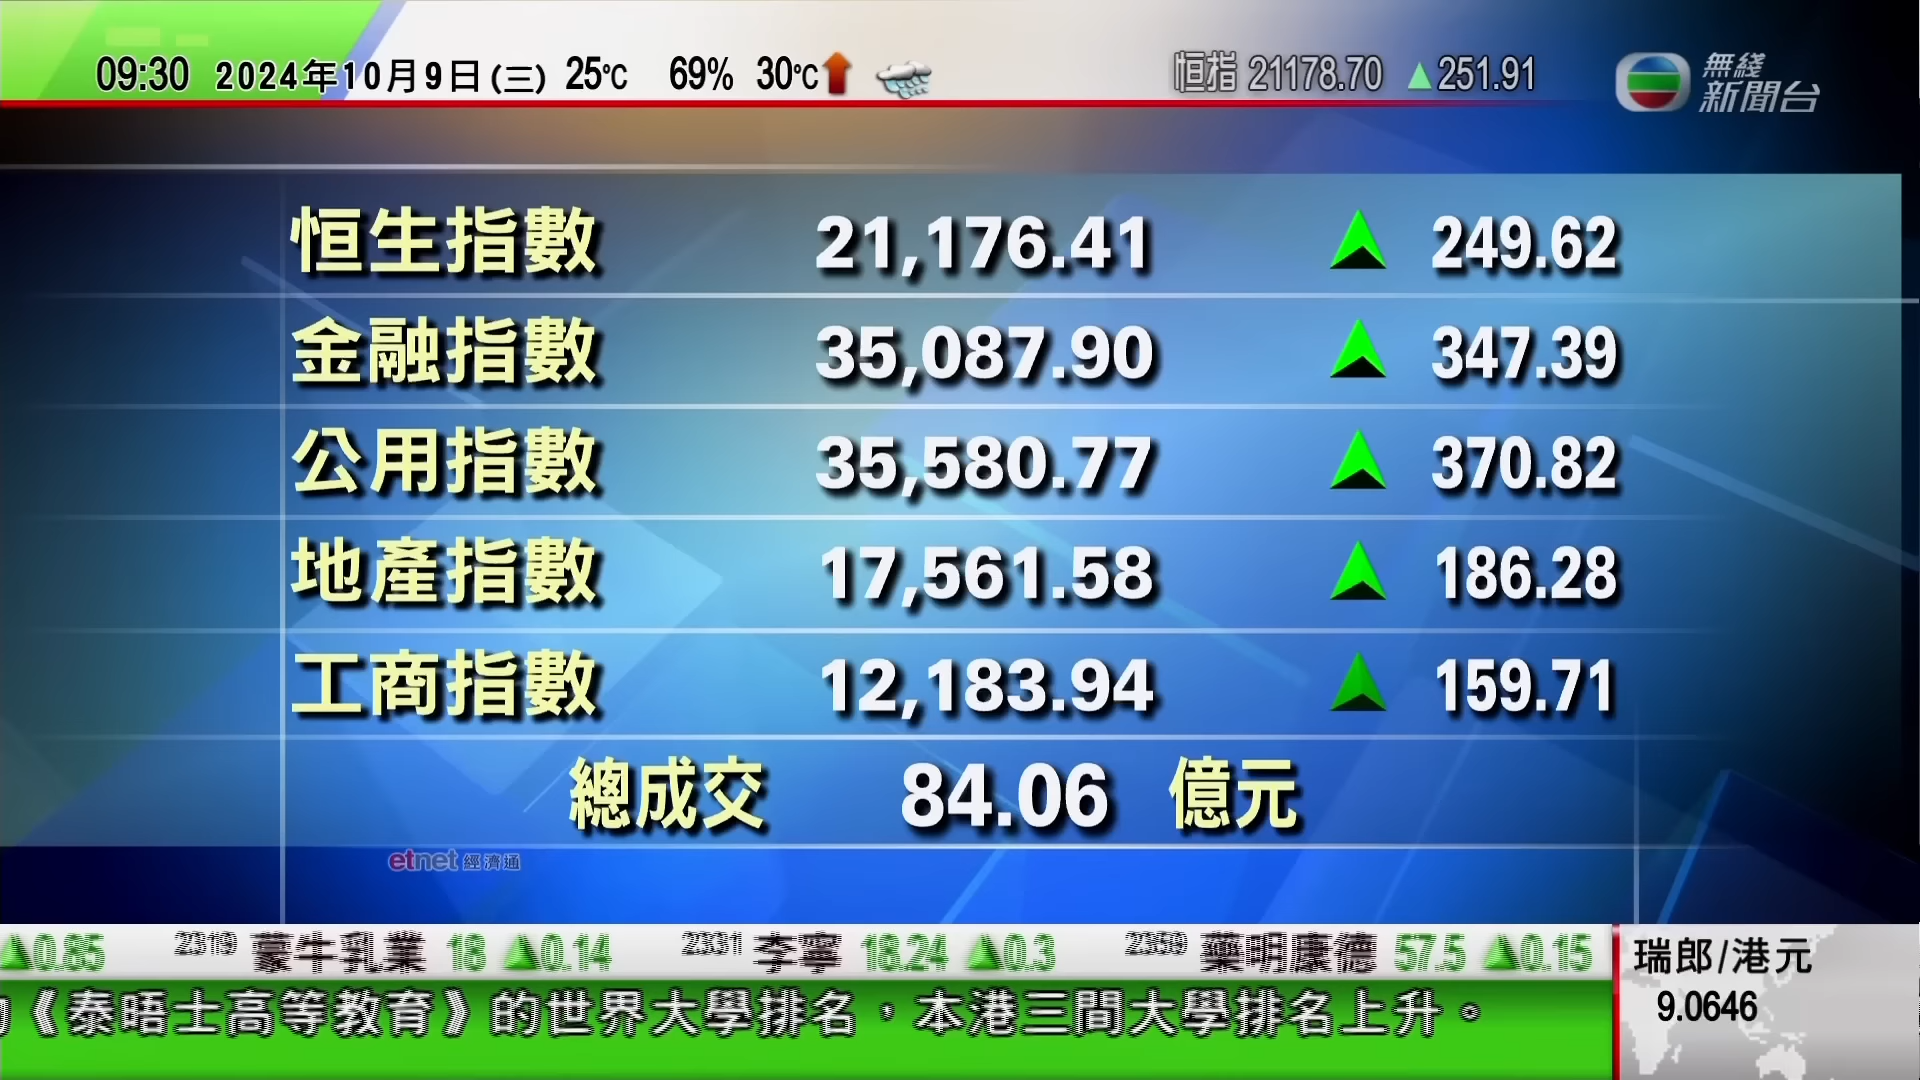 09:30 2024年10月9日(三) 25℃ 69% 30℃ 恒指 21178.70 ▲251.91
無綫
新聞台
恒生指數 21,176.41 ▲ 249.62
金融指數 35,087.90 ▲ 347.39
公用指數 35,580.77 ▲ 370.82
地產指數 17,561.58 ▲ 186.28
工商指數 12,183.94 ▲ 159.71
總成交 84.06 億元
etnet 經濟通
▲0.85 2319 蒙牛乳業 18 ▲0.14 2331 李寧 18.24 ▲0.3 2359 藥明康德 57.5 ▲0.15
《泰晤士高等教育》的世界大學排名，本港三間大學排名上升。
瑞郎/港元
9.0646